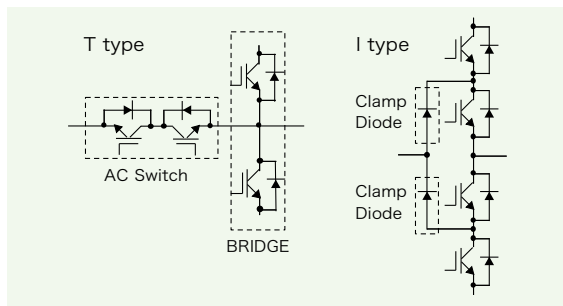 T type
AC Switch
BRIDGE
I type
Clamp
Diode
Clamp
Diode